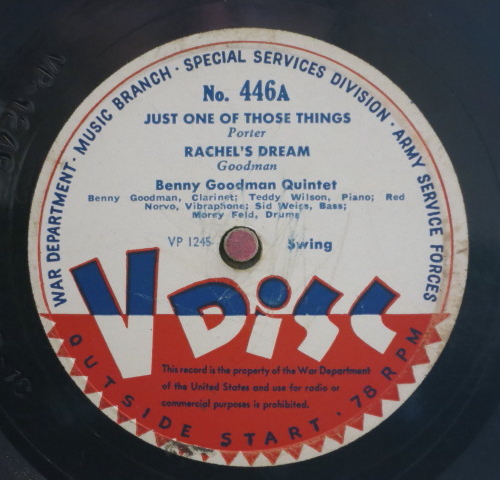 WAR DEPARTMENT · MUSIC BRANCH · SPECIAL SERVICES DIVISION · ARMY SERVICE FORCES
No. 446A
JUST ONE OF THOSE THINGS
Porter
RACHEL'S DREAM
Goodman
Benny Goodman Quintet
Benny Goodman, Clarinet; Teddy Wilson, Piano; Red
Norvo, Vibraphone; Sid Weiss, Bass;
Morey Feld, Drums
VP 1245 Swing
V DISC
This record is the property of the War Department
of the United States and use for radio or
commercial purposes is prohibited.
OUTSIDE START · 78 RPM